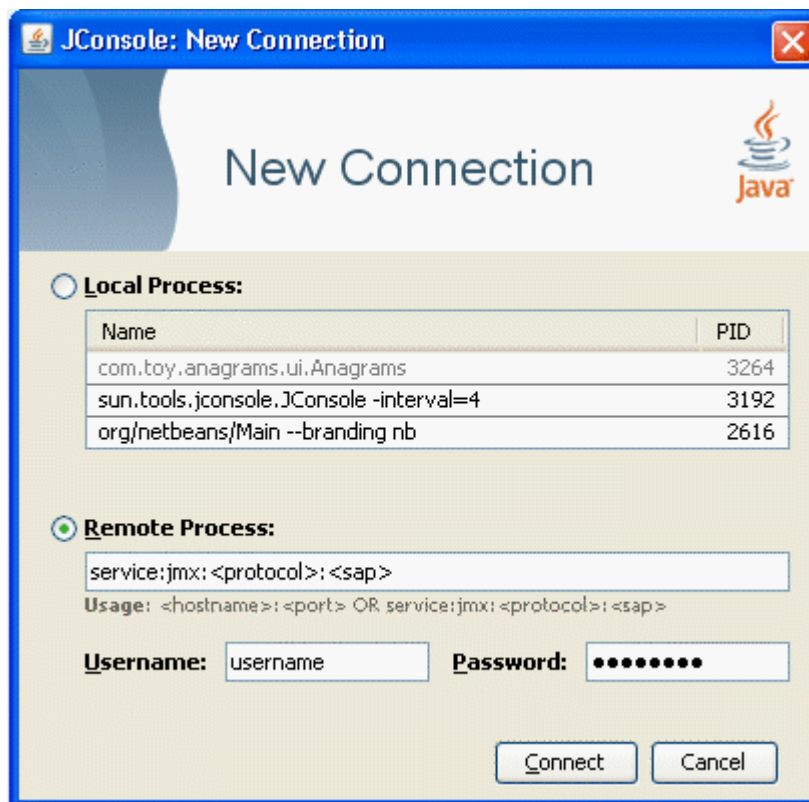 JConsole: New Connection
New Connection
Java
Local Process:
Name PID
com.toy.anagrams.ui.Anagrams 3264
sun.tools.jconsole.JConsole -interval=4 3192
org/netbeans/Main --branding nb 2616
Remote Process:
service:jmx:<protocol>:<sap>
Usage: <hostname>:<port> OR service:jmx:<protocol>:<sap>
Username: username Password: ●●●●●●●●
Connect Cancel